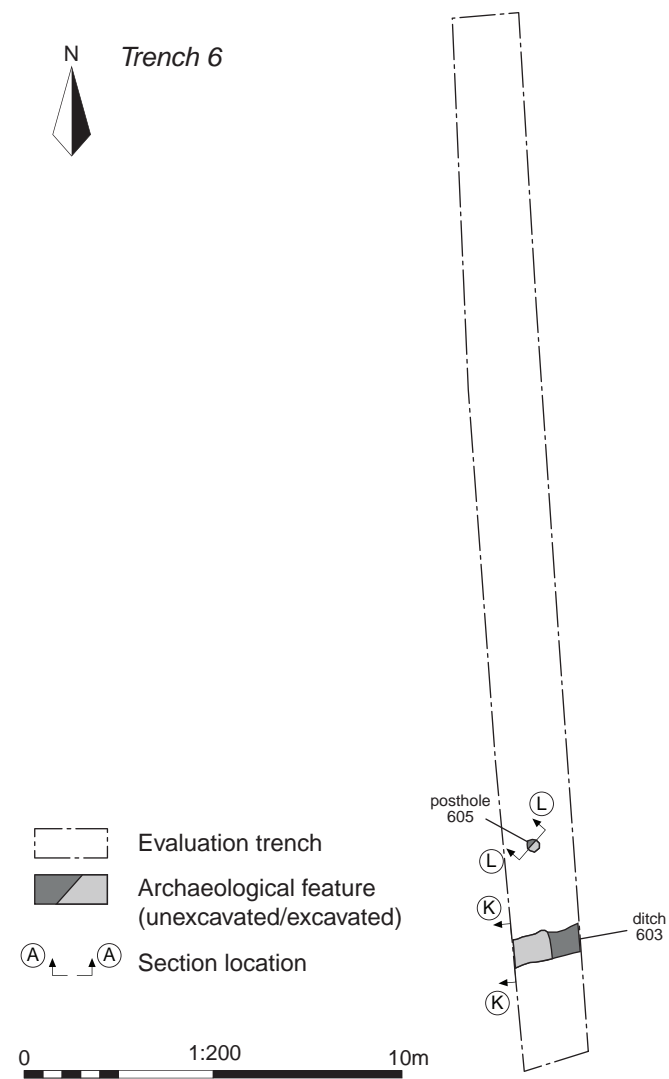 N
Trench 6
L
posthole
605
L
K
ditch
603
K
Evaluation trench
Archaeological feature
(unexcavated/excavated)
A A
Section location
0 1:200 10m